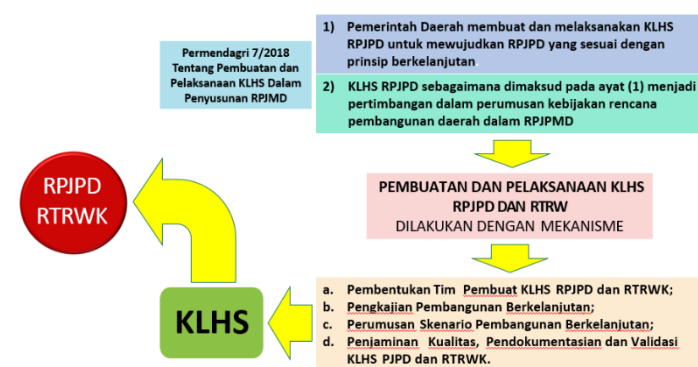 Permendagri 7/2018
Tentang Pembuatan dan
Pelaksanaan KLHS Dalam
Penyusunan RPJMD
1) Pemerintah Daerah membuat dan melaksanakan KLHS
RPJPD untuk mewujudkan RPJPD yang sesuai dengan
prinsip berkelanjutan.
2) KLHS RPJPD sebagaimana dimaksud pada ayat (1) menjadi
pertimbangan dalam perumusan kebijakan rencana
pembangunan daerah dalam RPJPMD
PEMBUATAN DAN PELAKSANAAN KLHS
RPJPD DAN RTRW
DILAKUKAN DENGAN MEKANISME
a. Pembentukan Tim Pembuat KLHS RPJPD dan RTRWK;
b. Pengkajian Pembangunan Berkelanjutan;
c. Perumusan Skenario Pembangunan Berkelanjutan;
d. Penjaminan Kualitas, Pendokumentasian dan Validasi
KLHS PJPD dan RTRWK.
KLHS
RPJPD
RTRWK